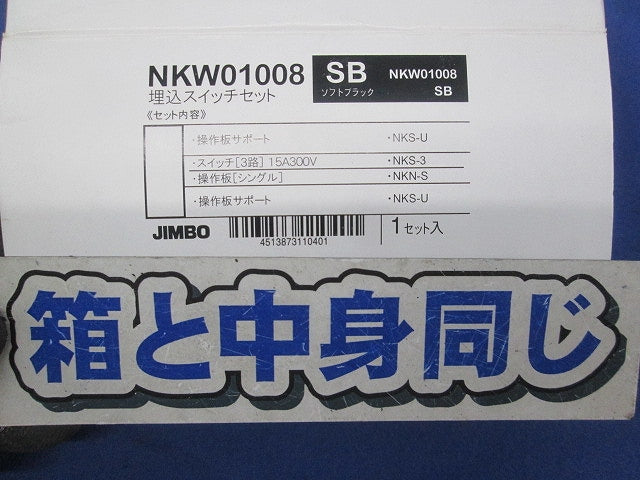 NKW01008 SB NKW01008
埋込スイッチセット ソフトブラック SB
《セット内容》
・操作板サポート ・NKS-U
・スイッチ[3路] 15A300V ・NKS-3
・操作板[シングル] ・NKN-S
・操作板サポート ・NKS-U
JIMBO 4513873110401 1セット入
箱と中身同じ